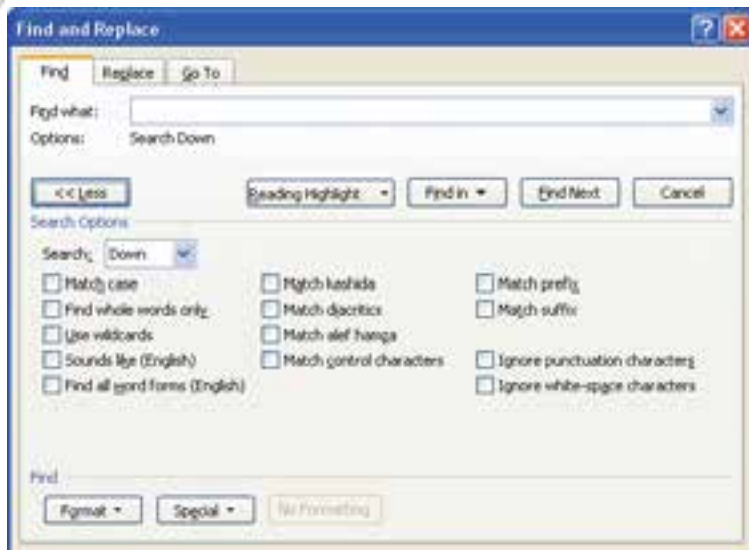 Find and Replace
Find Replace Go To
Find what:
Options: Search Down
<< Less Reading Highlight Find in Find Next Cancel
Search Options
Search: Down
Match case Match kashida Match prefix
Find whole words only Match diacritics Match suffix
Use wildcards Match alef hamza
Sounds like (English) Match control characters Ignore punctuation characters
Find all word forms (English) Ignore white-space characters
Find
Format Special No Formatting